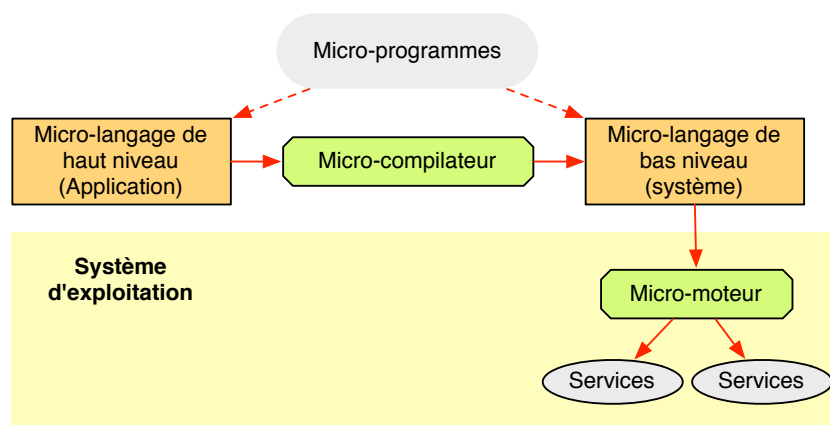 Micro-programmes
Micro-langage de
haut niveau
(Application)
Micro-compilateur
Micro-langage de
bas niveau
(système)
Système
d'exploitation
Micro-moteur
Services
Services